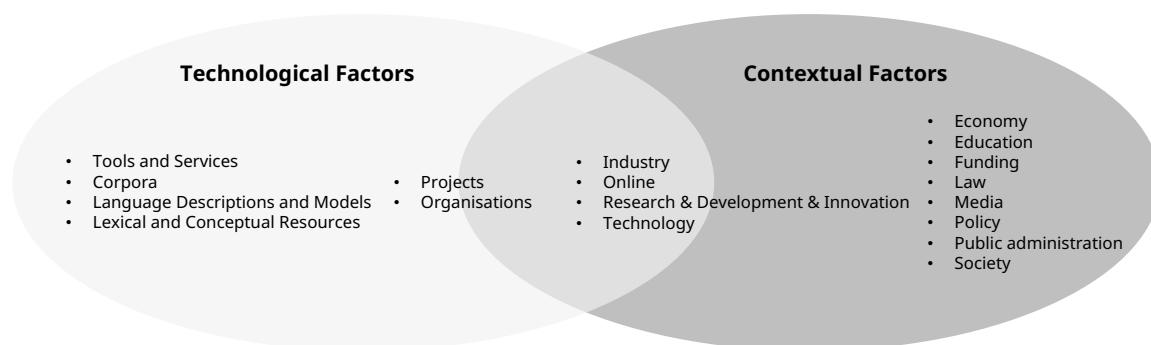 Technological Factors
Contextual Factors
• Tools and Services
• Corpora
• Language Descriptions and Models
• Lexical and Conceptual Resources
• Projects
• Organisations
• Industry
• Online
• Research & Development & Innovation
• Technology
• Economy
• Education
• Funding
• Law
• Media
• Policy
• Public administration
• Society